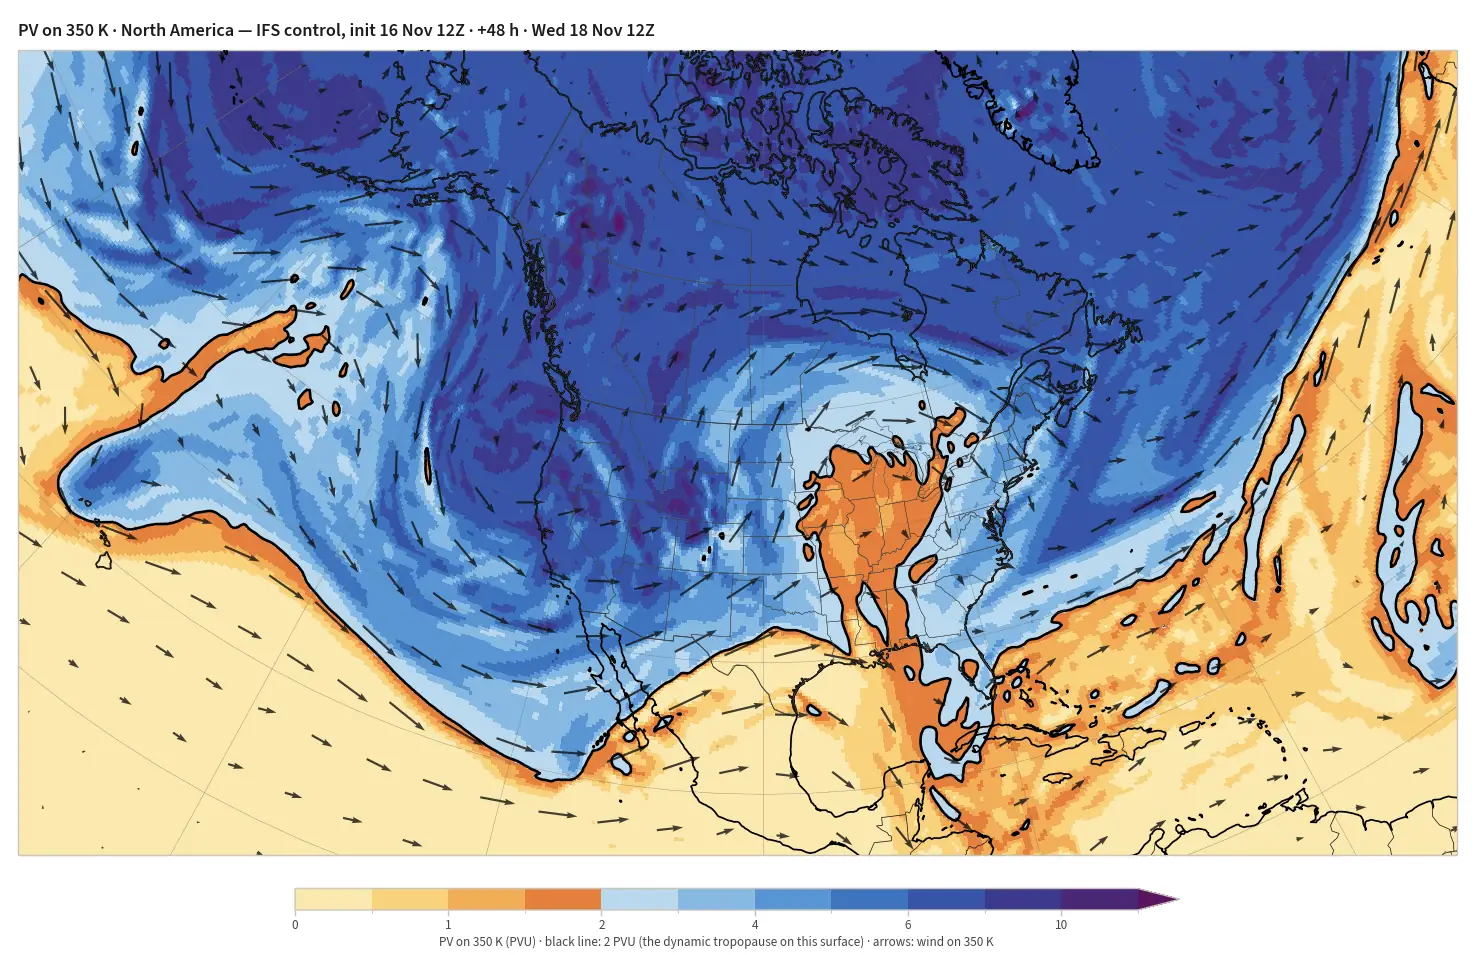 PV on 350 K · North America — IFS control, init 16 Nov 12Z · +48 h · Wed 18 Nov 12Z
0 1 2 4 6 10
PV on 350 K (PVU) · black line: 2 PVU (the dynamic tropopause on this surface) · arrows: wind on 350 K